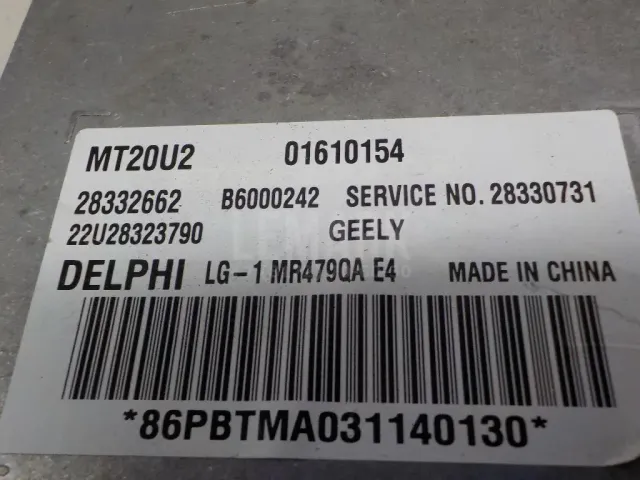 MT20U2 01610154
28332662 B6000242 SERVICE NO. 28330731
22U28323790 GEELY
DELPHI LG-1 MR479QA E4 MADE IN CHINA
*86PBTMA031140130*